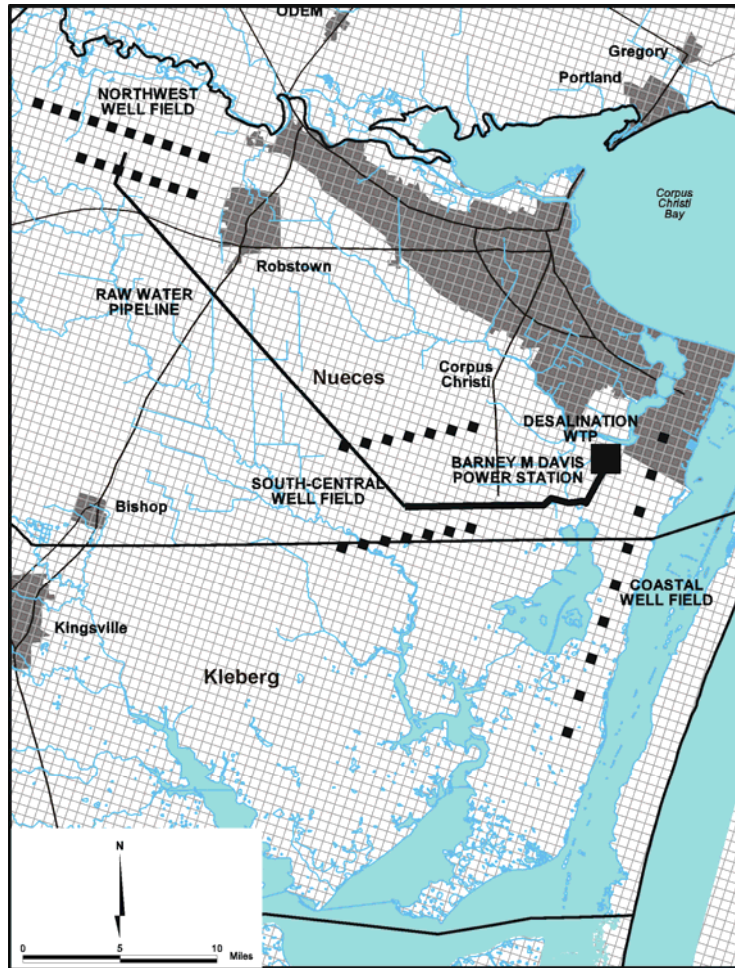 ODEM
Gregory
Portland
NORTHWEST
WELL FIELD
Corpus
Christi
Bay
Robstown
RAW WATER
PIPELINE
Nueces
Corpus
Christi
DESALINATION
WTP
BARNEY M DAVIS
POWER STATION
SOUTH-CENTRAL
WELL FIELD
Bishop
COASTAL
WELL FIELD
Kingsville
Kleberg
N
0 5 10
Miles